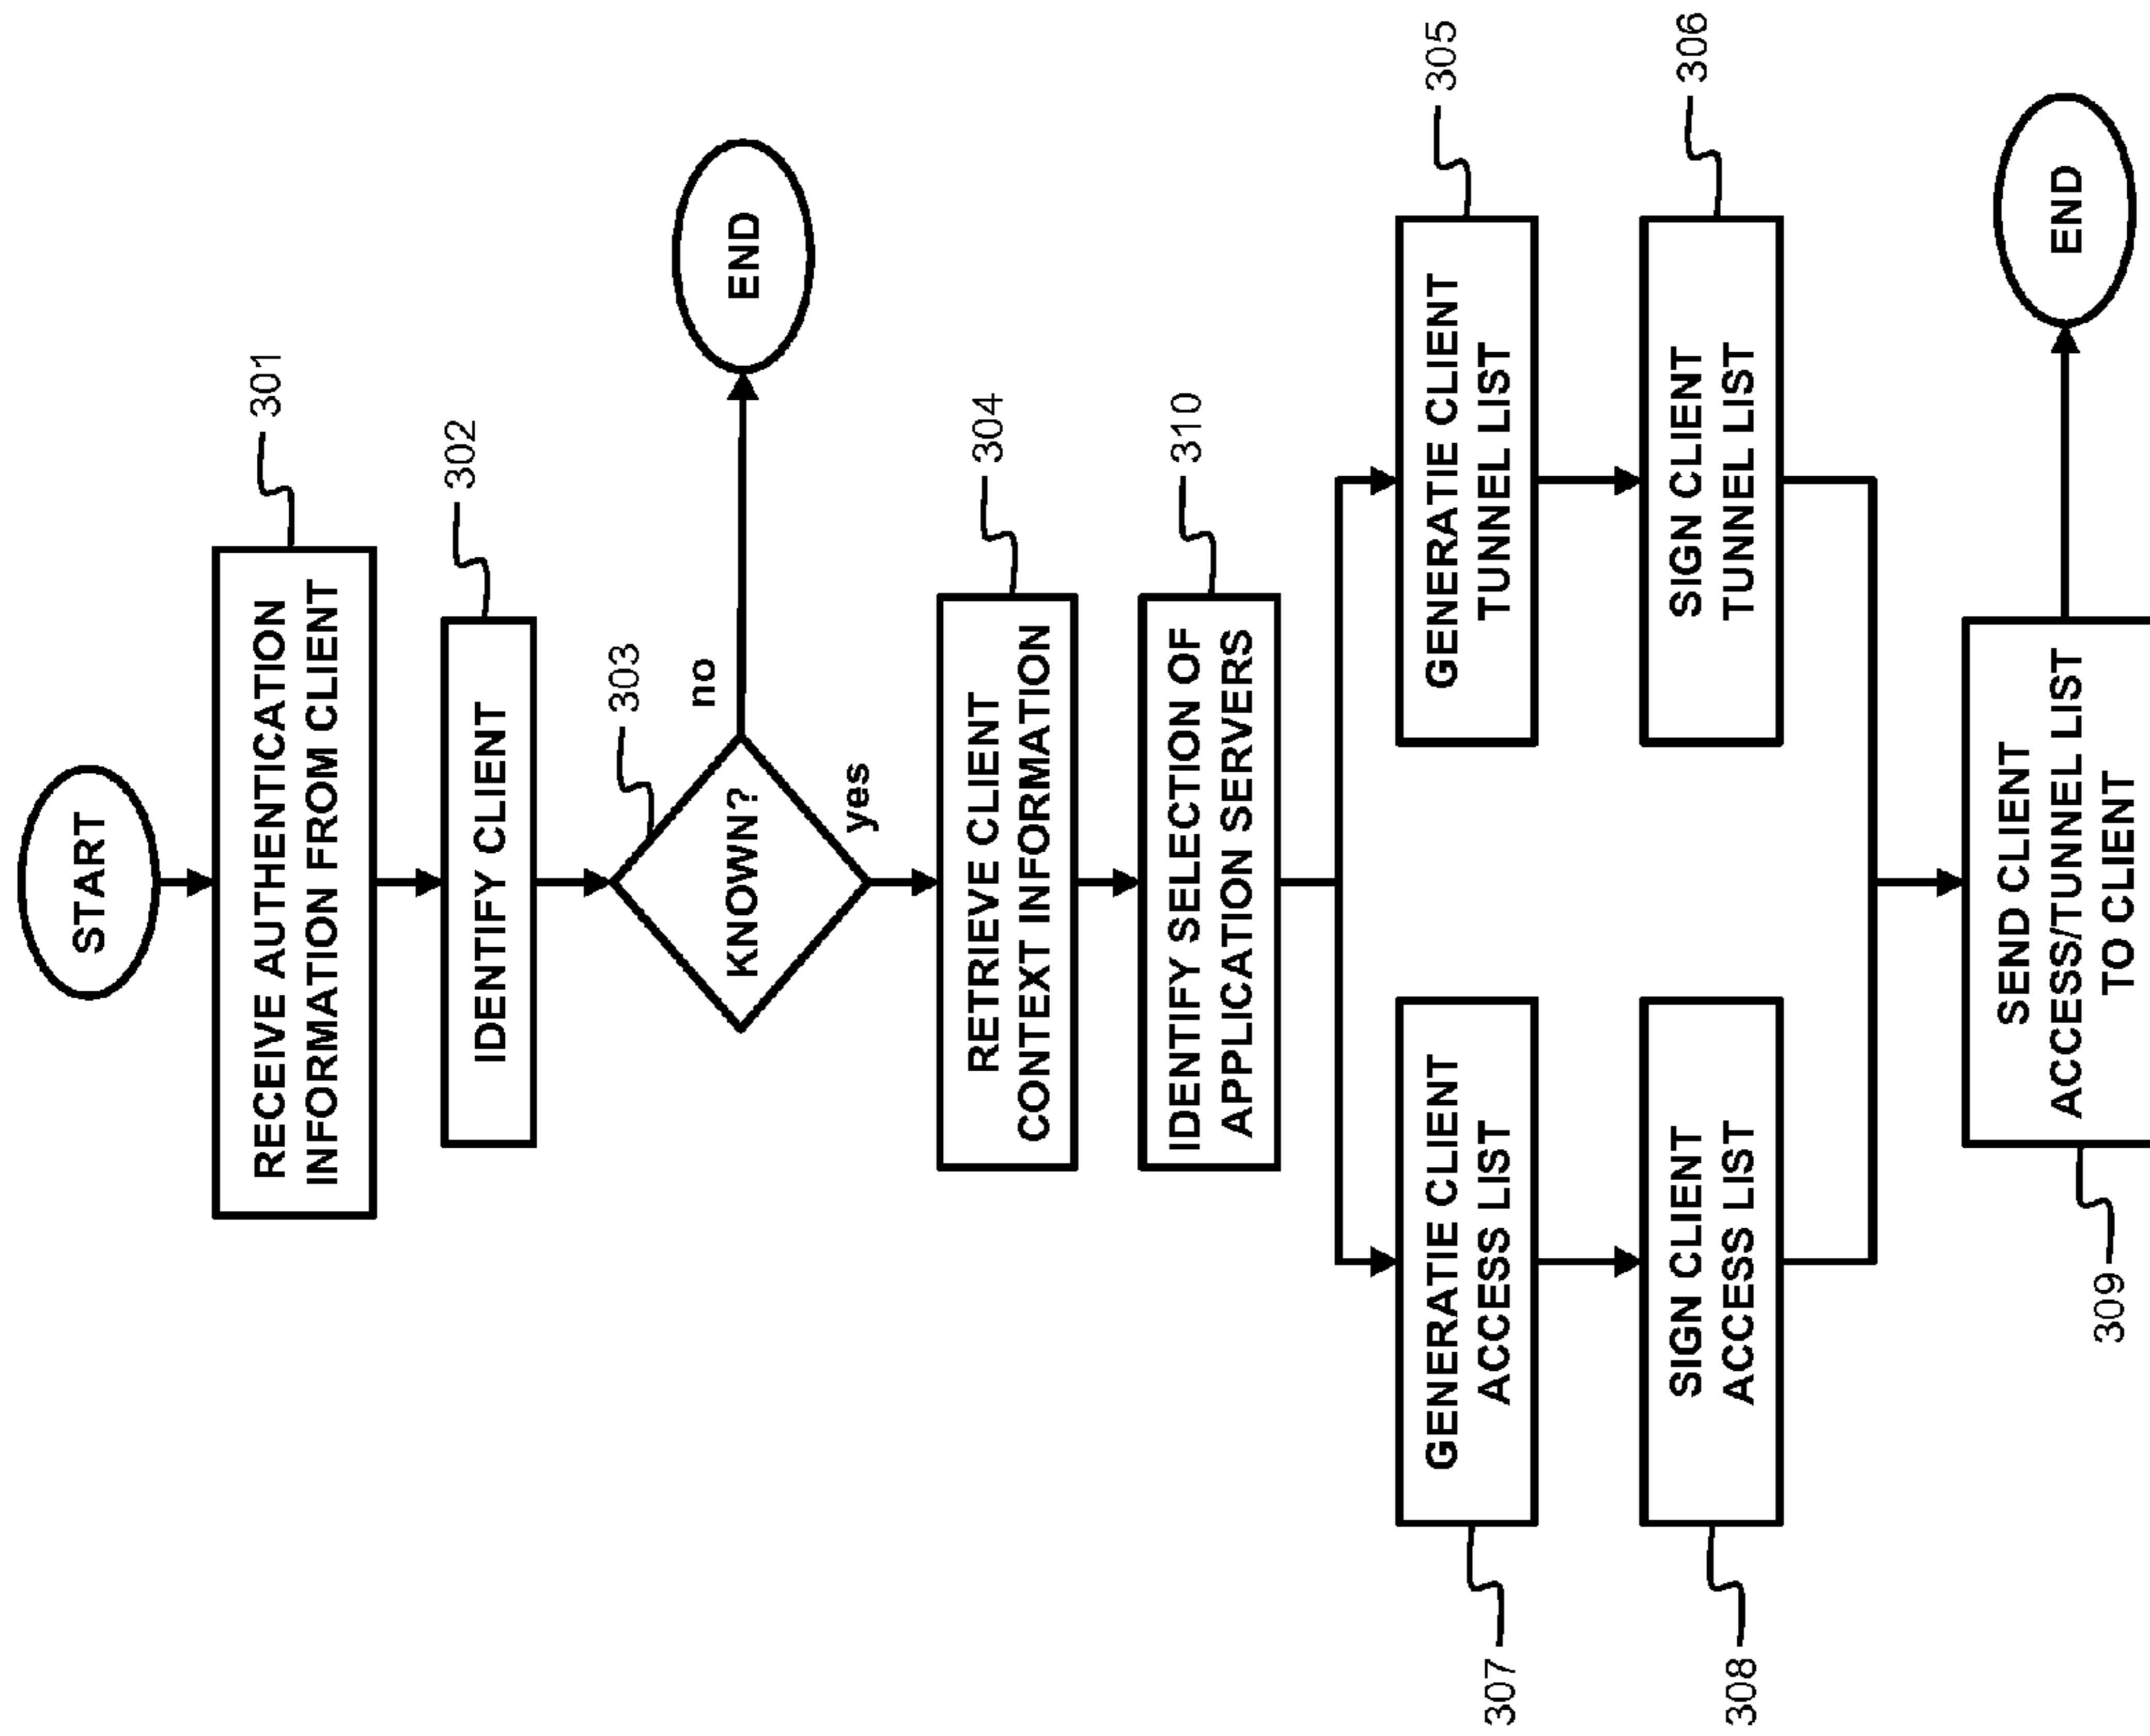 START
RECEIVE AUTHENTICATION
INFORMATION FROM CLIENT
301
IDENTIFY CLIENT
302
303
KNOWN?
no
END
yes
RETRIEVE CLIENT
CONTEXT INFORMATION
304
IDENTIFY SELECTION OF
APPLICATION SERVERS
310
307
GENERATIE CLIENT
ACCESS LIST
GENERATIE CLIENT
TUNNEL LIST
305
308
SIGN CLIENT
ACCESS LIST
SIGN CLIENT
TUNNEL LIST
306
309
SEND CLIENT
ACCESS/TUNNEL LIST
TO CLIENT
END